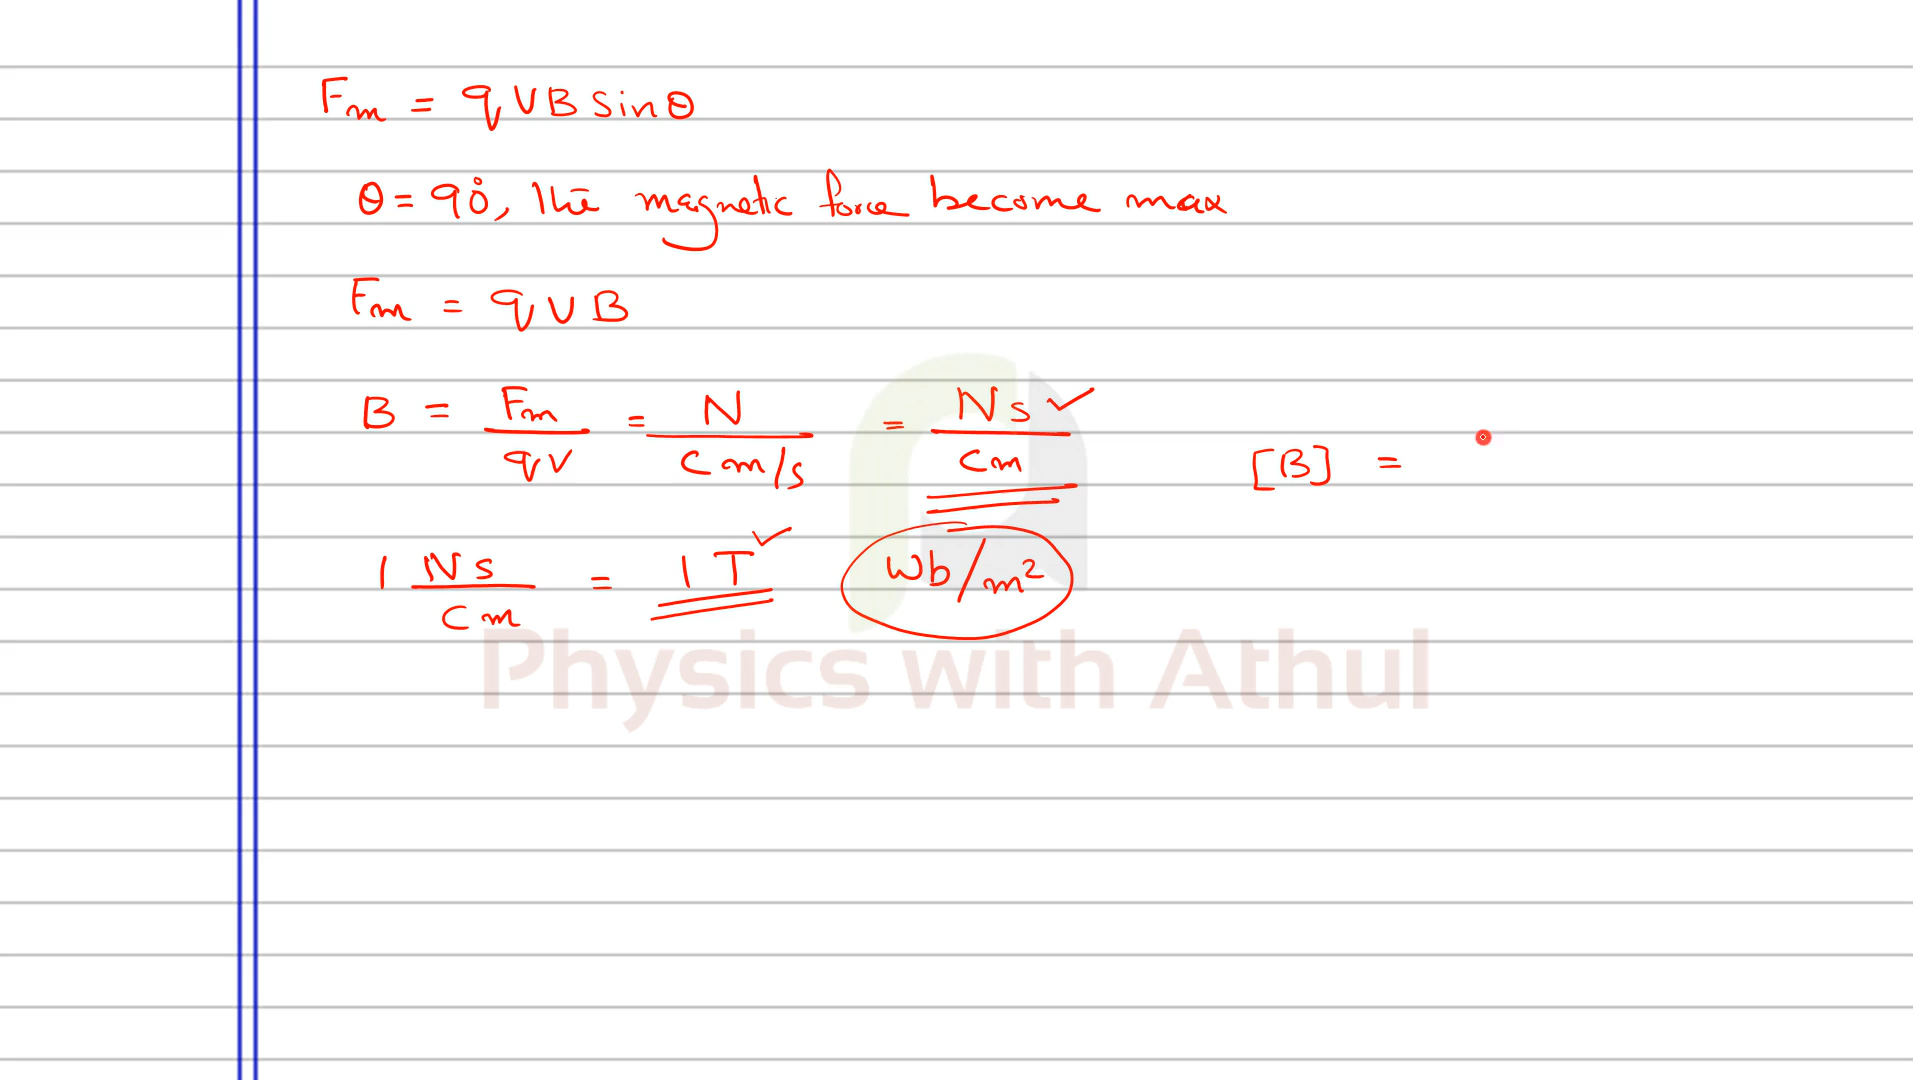 Fm = qVB sinθ
θ = 90°, the magnetic force become max
Fm = qVB
B = Fm/qV = N/(C m/s) = Ns/Cm ✓
[B] =
1 Ns/Cm = 1 T ✓ Wb/m²
Physics with Athul